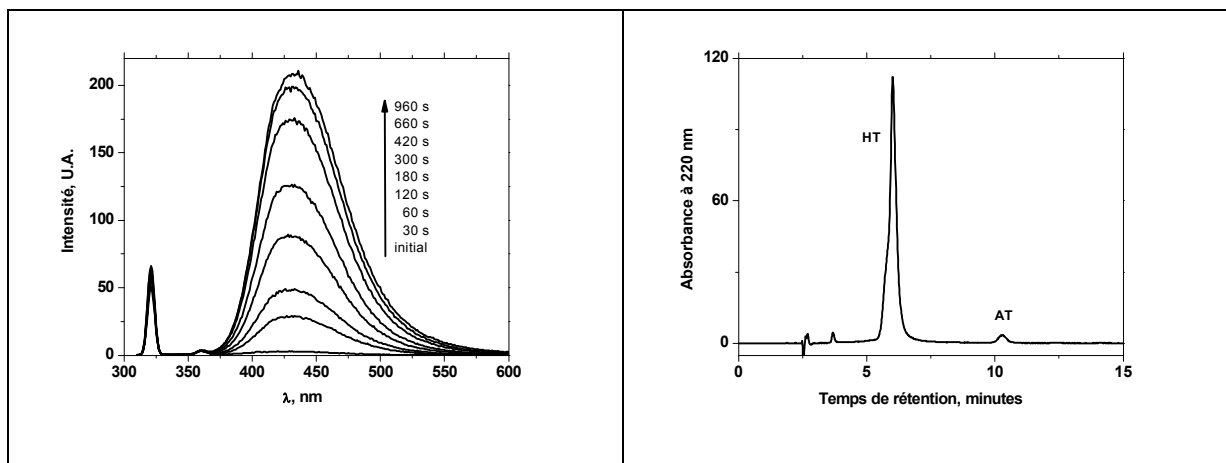 200
150
100
50
0
Intensité, U.A.
960 s
660 s
420 s
300 s
180 s
120 s
60 s
30 s
initial
300 350 400 450 500 550 600
λ, nm
120
60
0
Absorbance à 220 nm
HT
AT
0 5 10 15
Temps de rétention, minutes